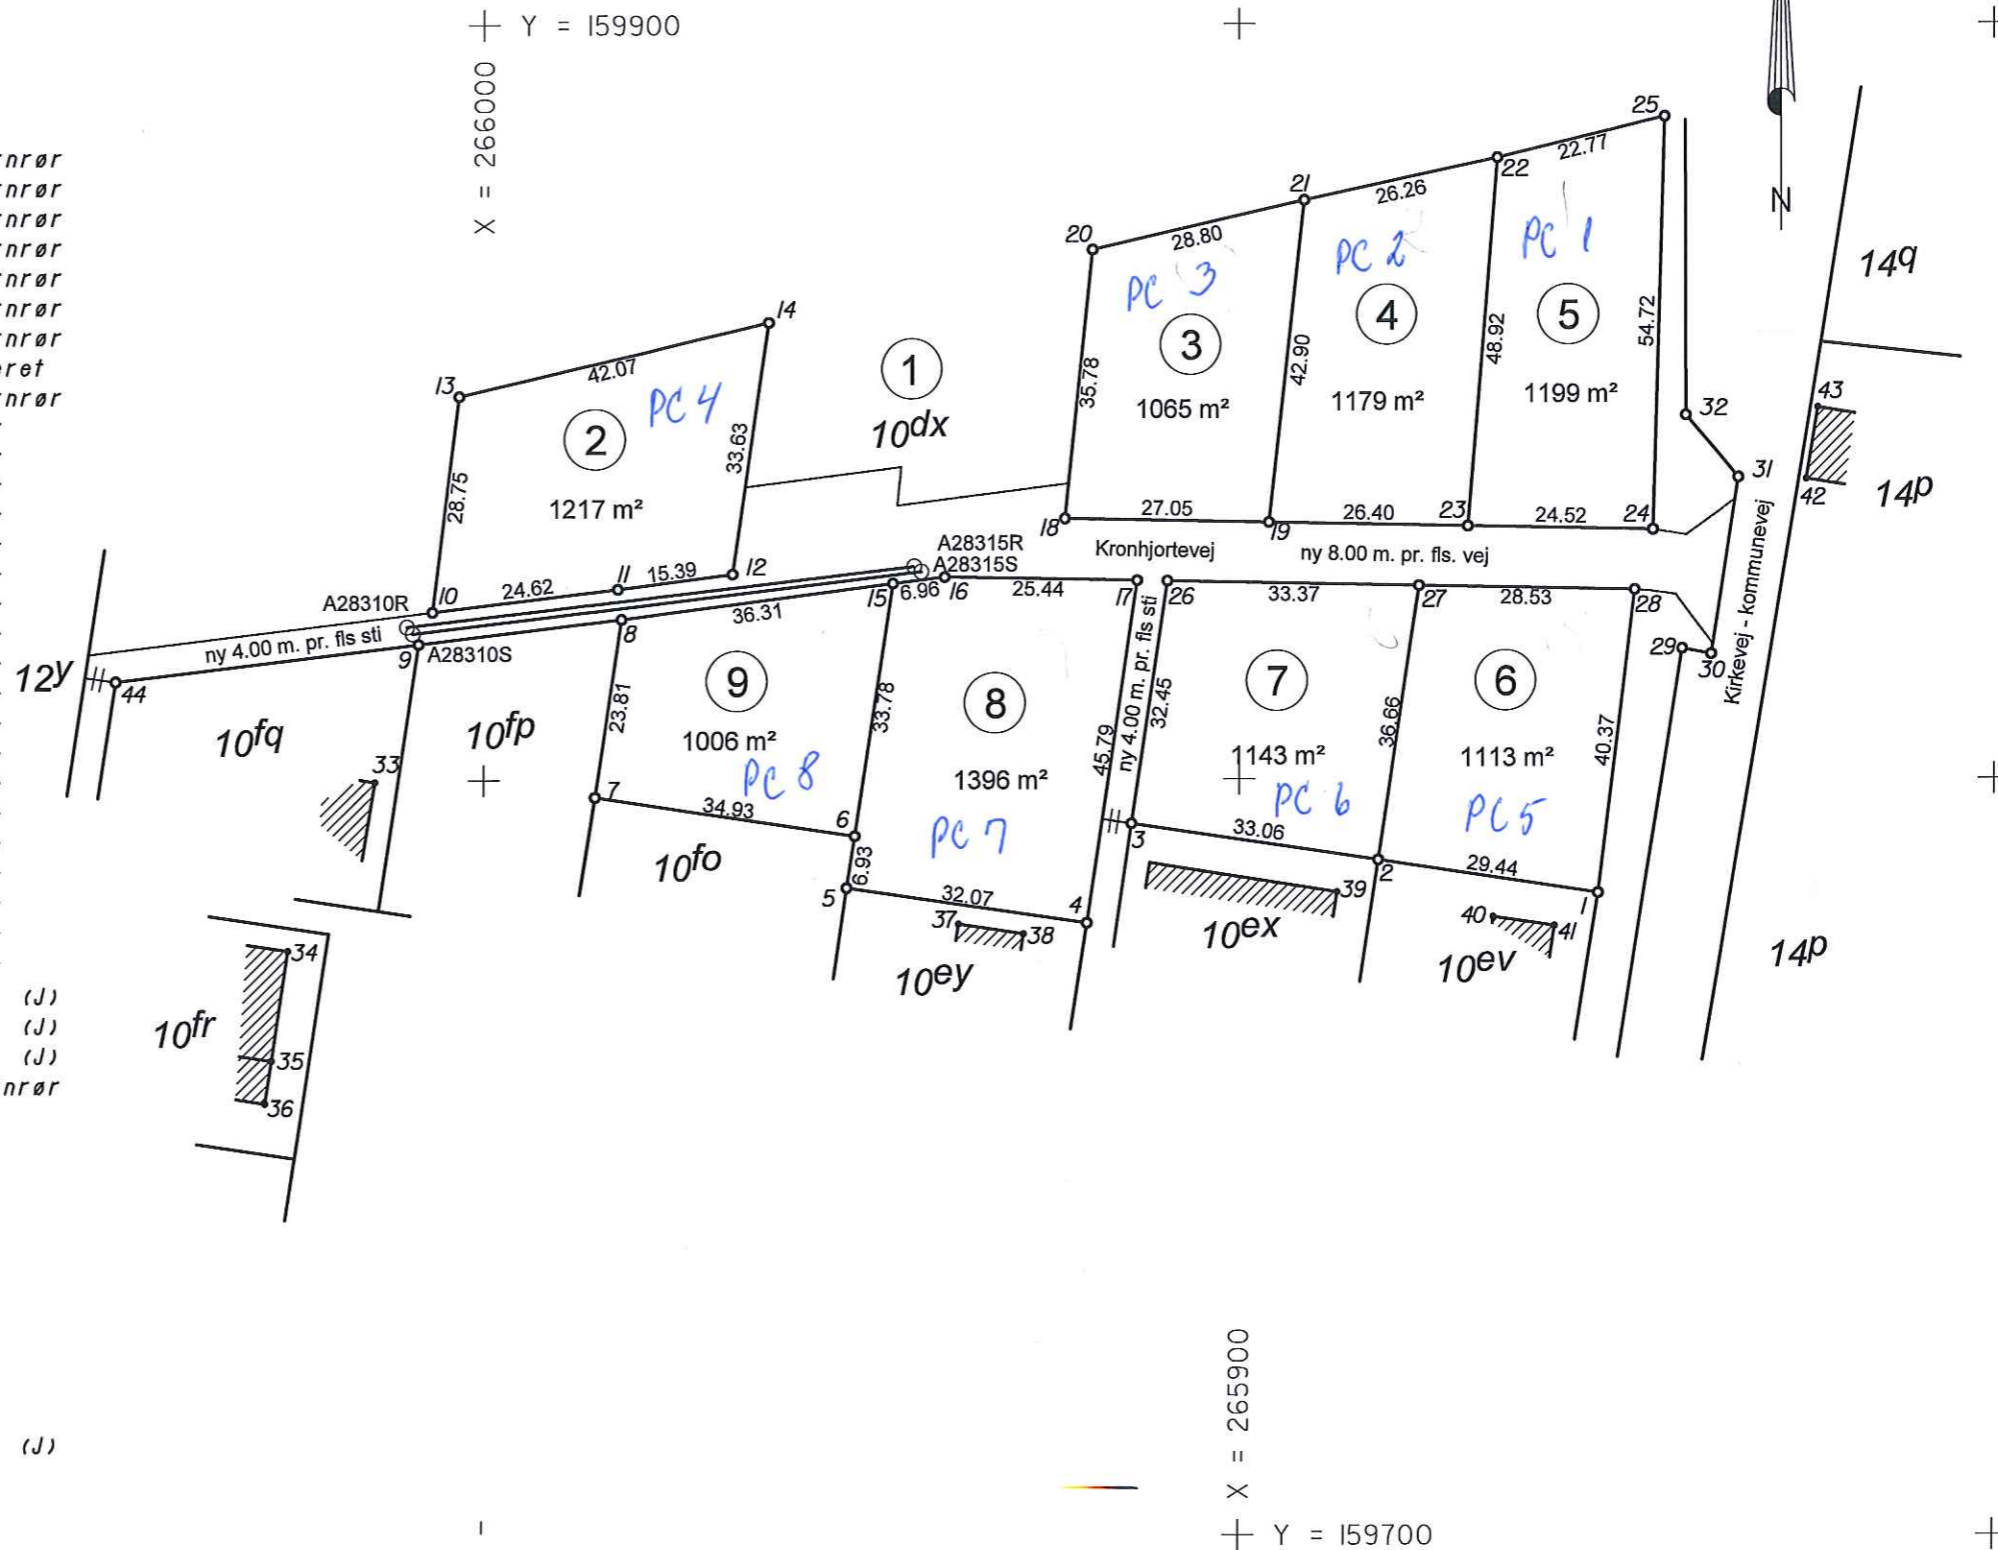 Y = 159900
X = 266000
nrør
nrør
nrør
nrør
nrør
nrør
nrør
eret
nrør
(J)
(J)
(J)
nrør
(J)
25
22.77
22
21
26.26
20
28.80
PC 1
PC 2
PC 3
5
4
3
N
14q
54.72
48.92
42.90
35.78
1199 m²
1179 m²
1065 m²
14
13
42.07
PC 4
2
1
10dx
33.63
28.75
1217 m²
32
31
43
42
14p
18
27.05
19
26.40
23
24.52
24
Kronhjortevej
ny 8.00 m. pr. fls. vej
Kirkevej - kommunevej
A28315R
A28315S
A28310R
A28310S
10
24.62
11
15.39
12
ny 4.00 m. pr. fls sti
9
8
36.31
15
6.96
16
25.44
17
26
33.37
27
28.53
28
29
30
12y
44
10fq
10fp
23.81
9
1006 m²
PC 8
33.78
8
1396 m²
PC 7
45.79
ny 4.00 m. pr. fls sti
32.45
7
1143 m²
PC 6
36.66
6
1113 m²
PC 5
40.37
33
7
34.93
6
6.93
5
32.07
4
3
33.06
2
29.44
1
10fo
37
38
39
40
41
10ey
10ex
10ev
14p
34
35
36
10fr
X = 265900
Y = 159700